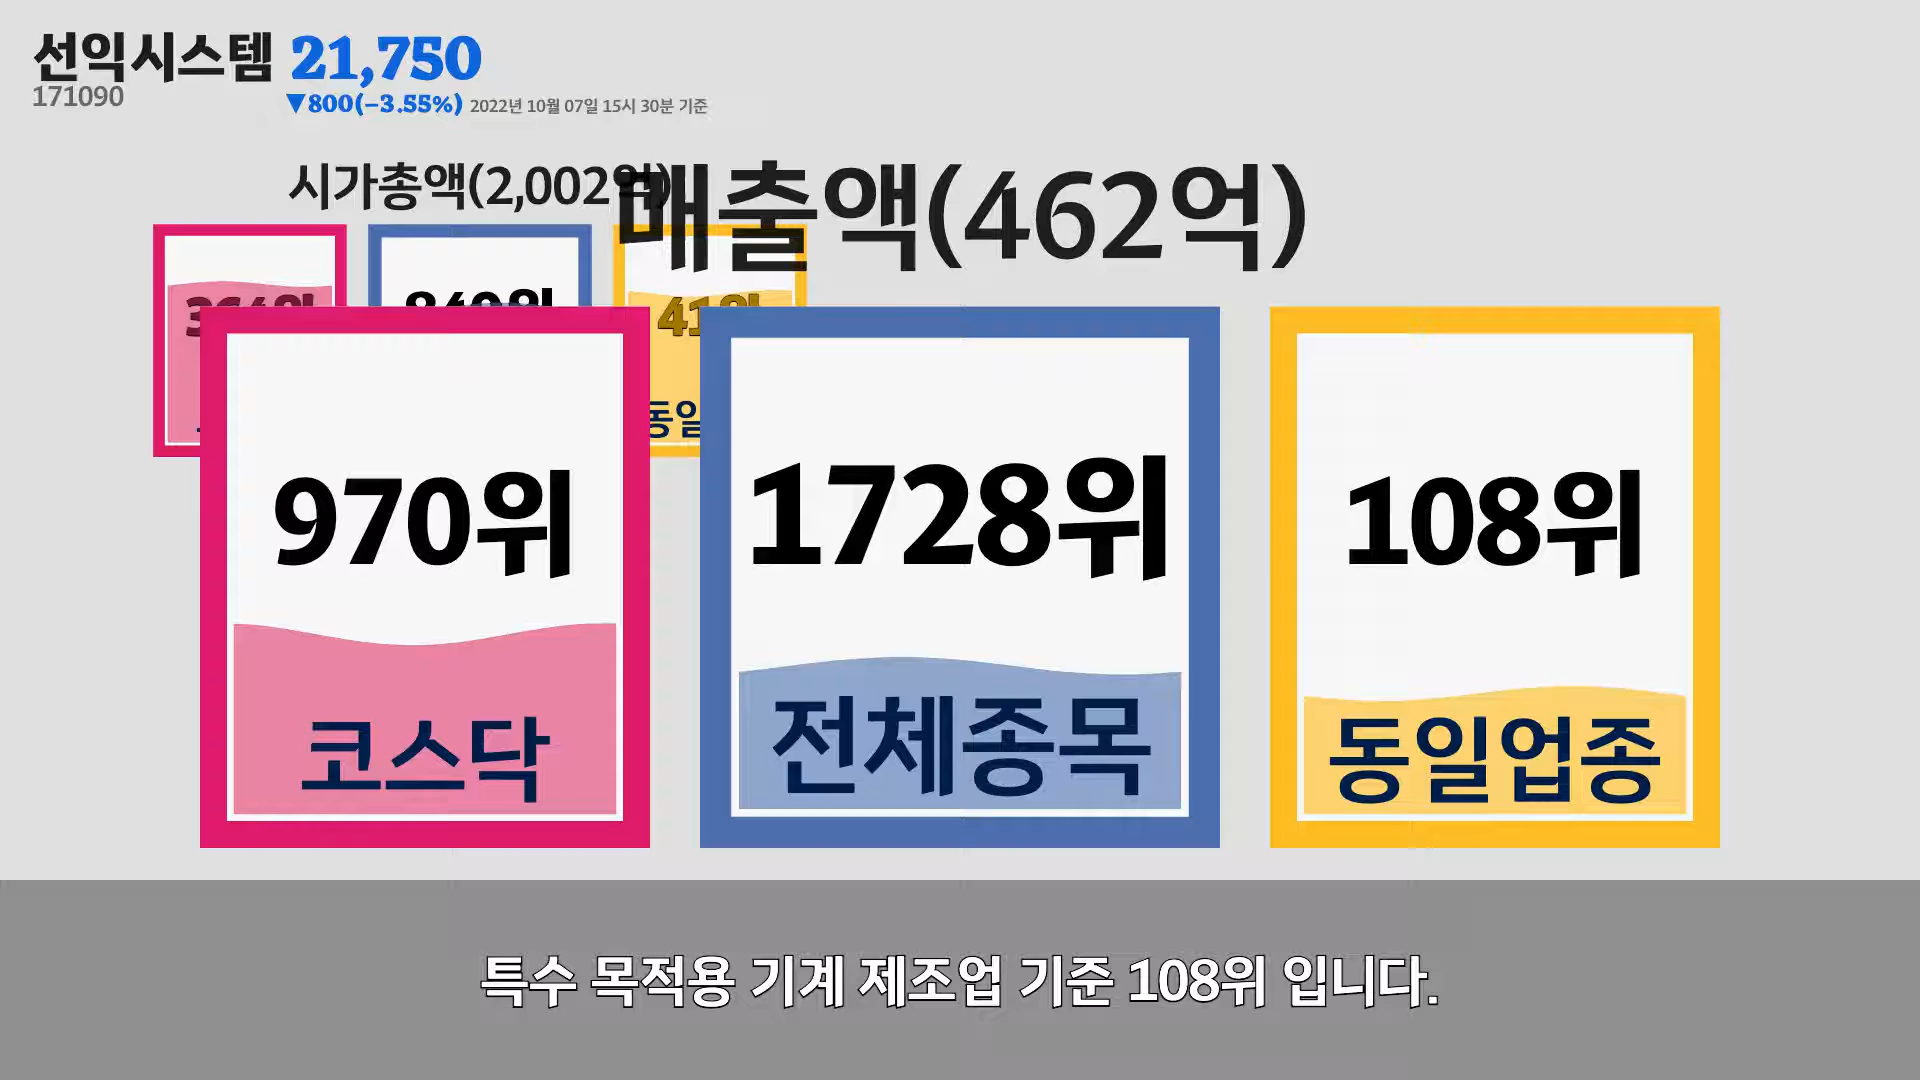 선익시스템 21,750
171090
▼800(-3.55%) 2022년 10월 07일 15시 30분 기준
시가총액(2,002억)
매출액(462억)
970위
1728위
108위
코스닥
전체종목
동일업종
특수 목적용 기계 제조업 기준 108위 입니다.